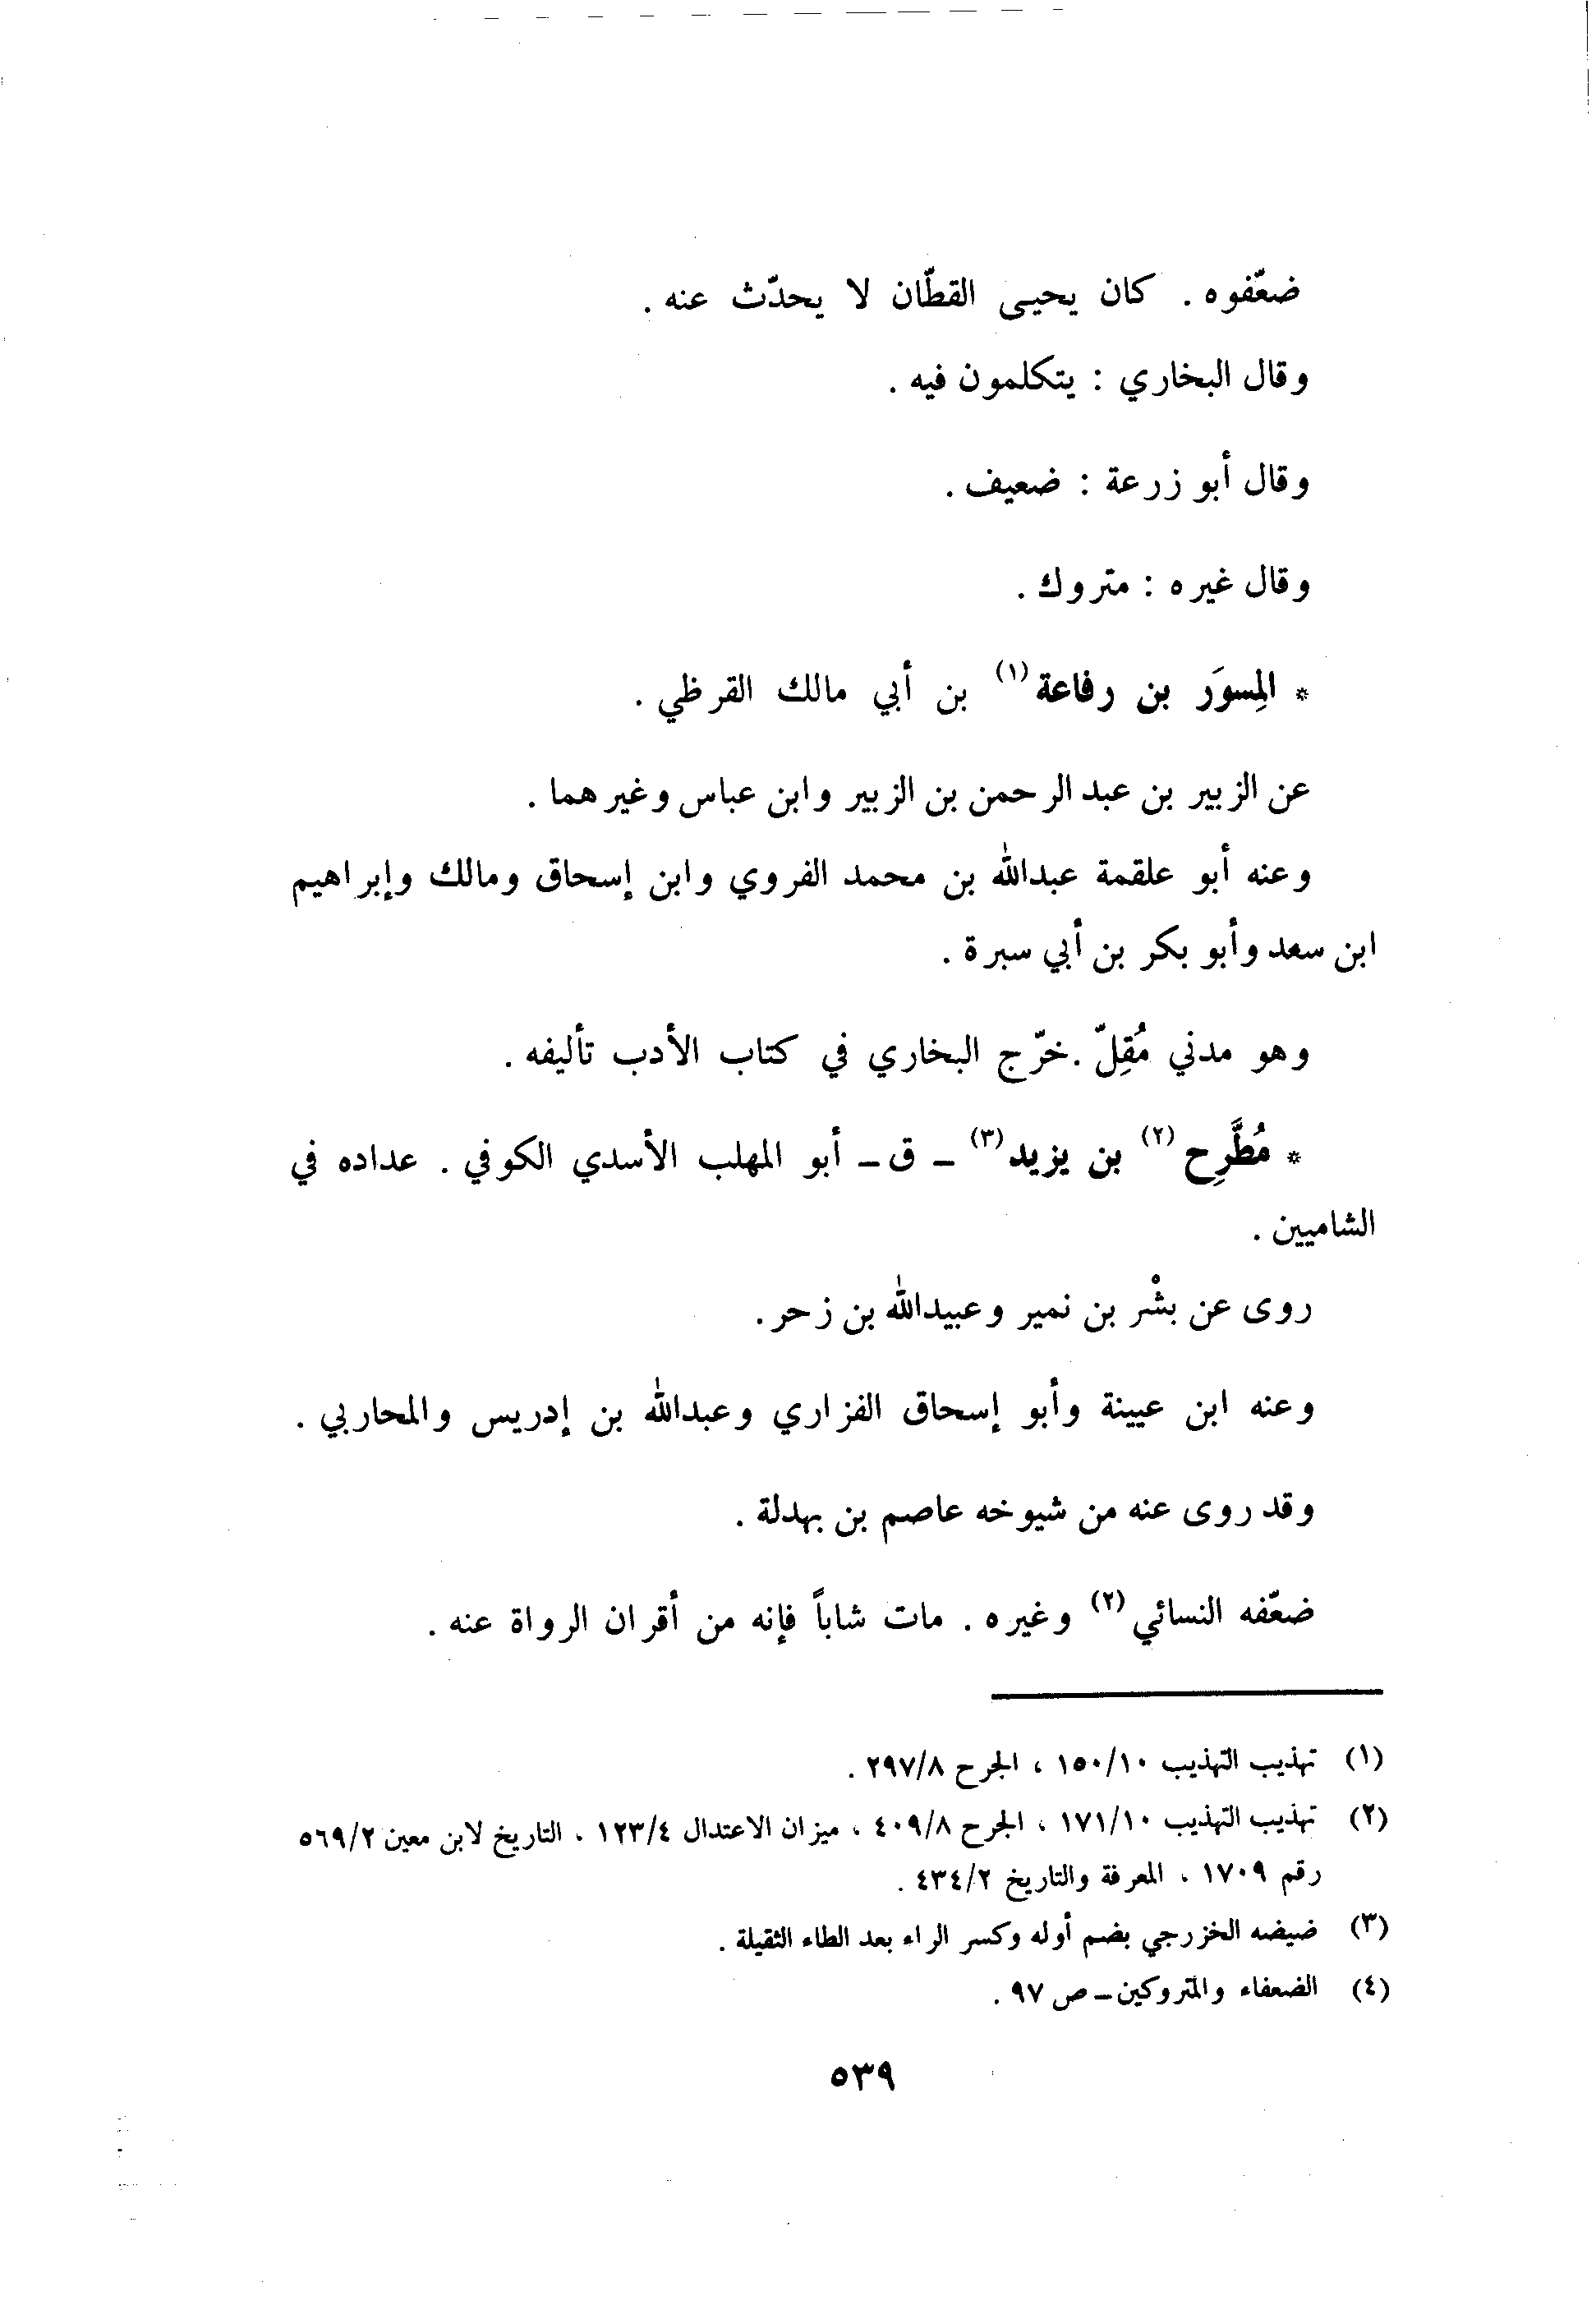 ضعّفوه . كان يحيى القطّان لا يحدّث عنه .
وقال البخاري : يتكلمون فيه .
وقال أبو زرعة : ضعيف .
وقال غيره : متروك .
* المِسوَر بن رفاعة (١) بن أبي مالك القرظي .
عن الزبير بن عبد الرحمن بن الزبير وابن عباس وغيرهما .
وعنه أبو علقمة عبدالله بن محمد الفروي وابن إسحاق ومالك وإبراهيم
ابن سعد وأبو بكر بن أبي سبرة .
وهو مدني مُقِلّ . خرّج البخاري في كتاب الأدب تأليفه .
* مُطَّرِح (٢) بن يزيد (٣) – ق – أبو المهلب الأسدي الكوفي . عداده في
الشاميين .
روى عن بشْر بن نمير وعبيدالله بن زحر .
وعنه ابن عيينة وأبو إسحاق الفزاري وعبدالله بن إدريس والمحاربي .
وقد روى عنه من شيوخه عاصم بن بهدلة .
ضعّفه النسائي (٢) وغيره . مات شاباً فإنه من أقران الرواة عنه .
(١) تهذيب التهذيب ١٥٠/١٠ ، الجرح ٢٩٧/٨ .
(٢) تهذيب التهذيب ١٧١/١٠ ، الجرح ٤٠٩/٨ ، ميزان الاعتدال ١٢٣/٤ ، التاريخ لابن معين ٥٦٩/٢
رقم ١٧٠٩ ، المعرفة والتاريخ ٤٣٤/٢ .
(٣) ضيضه الخزرجي بضم أوله وكسر الراء بعد الطاء الثقيلة .
(٤) الضعفاء والمتروكين – ص ٩٧ .
٥٣٩